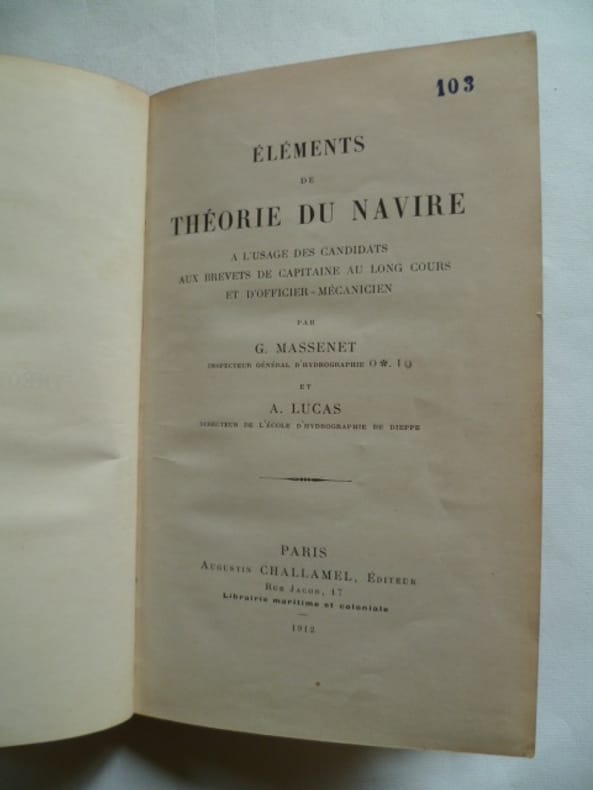 103
ÉLÉMENTS
DE
THÉORIE DU NAVIRE
A L'USAGE DES CANDIDATS
AUX BREVETS DE CAPITAINE AU LONG COURS
ET D'OFFICIER-MÉCANICIEN
PAR
G. MASSENET
INSPECTEUR GÉNÉRAL D'HYDROGRAPHIE
ET
A. LUCAS
DIRECTEUR DE L'ÉCOLE D'HYDROGRAPHIE DE DIEPPE
PARIS
AUGUSTIN CHALLAMEL, ÉDITEUR
RUE JACOB, 17
Librairie maritime et coloniale
1912